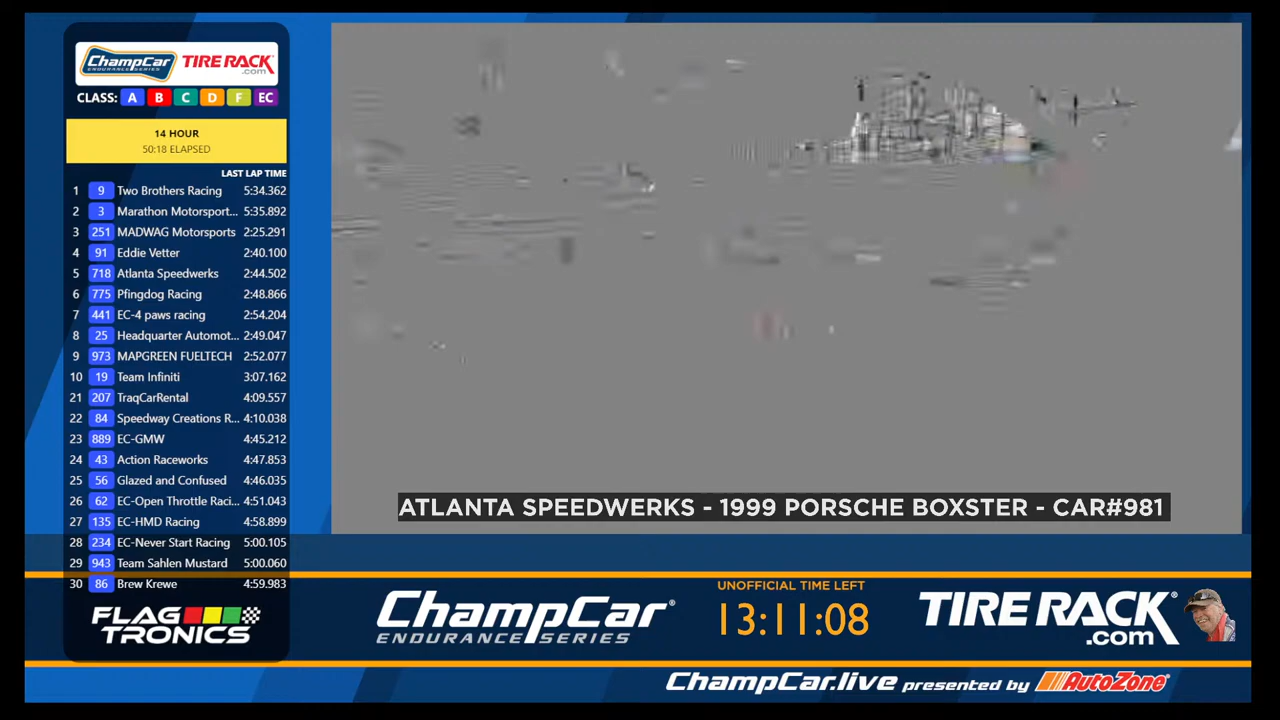 ChampCar TIRE RACK
ENDURANCE SERIES .com
CLASS: A B C D F EC
14 HOUR
50:18 ELAPSED
LAST LAP TIME
1 9 Two Brothers Racing 5:34.362
2 3 Marathon Motorsport... 5:35.892
3 251 MADWAG Motorsports 2:25.291
4 91 Eddie Vetter 2:40.100
5 718 Atlanta Speedwerks 2:44.502
6 775 Pfingdog Racing 2:48.866
7 441 EC-4 paws racing 2:54.204
8 25 Headquarter Automot... 2:49.047
9 973 MAPGREEN FUELTECH 2:52.077
10 19 Team Infiniti 3:07.162
21 207 TraqCarRental 4:09.557
22 84 Speedway Creations R... 4:10.038
23 889 EC-GMW 4:45.212
24 43 Action Raceworks 4:47.853
25 56 Glazed and Confused 4:46.035
26 62 EC-Open Throttle Raci... 4:51.043
27 135 EC-HMD Racing 4:58.899
28 234 EC-Never Start Racing 5:00.105
29 943 Team Sahlen Mustard 5:00.060
30 86 Brew Krewe 4:59.983
FLAG
TRONICS
ATLANTA SPEEDWERKS - 1999 PORSCHE BOXSTER - CAR#981
ChampCar®
ENDURANCE SERIES
UNOFFICIAL TIME LEFT
13:11:08
TIRE RACK®
.com
ChampCar.live presented by AutoZone